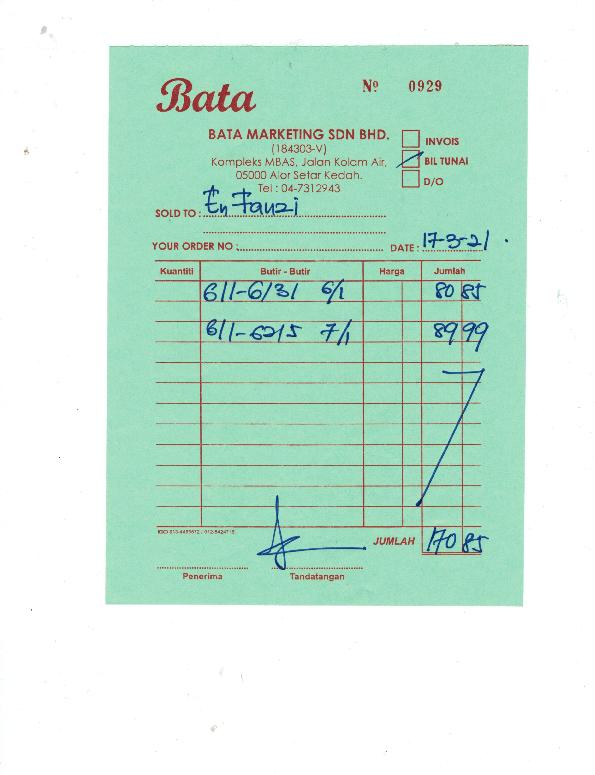 Bata
Nº 0929
BATA MARKETING SDN BHD.
(184303-V)
Kompleks MBAS, Jalan Kolam Air,
05000 Alor Setar Kedah.
Tel : 04-7312943
INVOIS
BIL TUNAI
D/O
SOLD TO : En Fauzi
YOUR ORDER NO :
DATE : 17-3-21
Kuantiti Butir - Butir Harga Jumlah
611-6131 6/1 80 85
611-6215 7/1 89 99
JUMLAH 170 85
Penerima Tandatangan